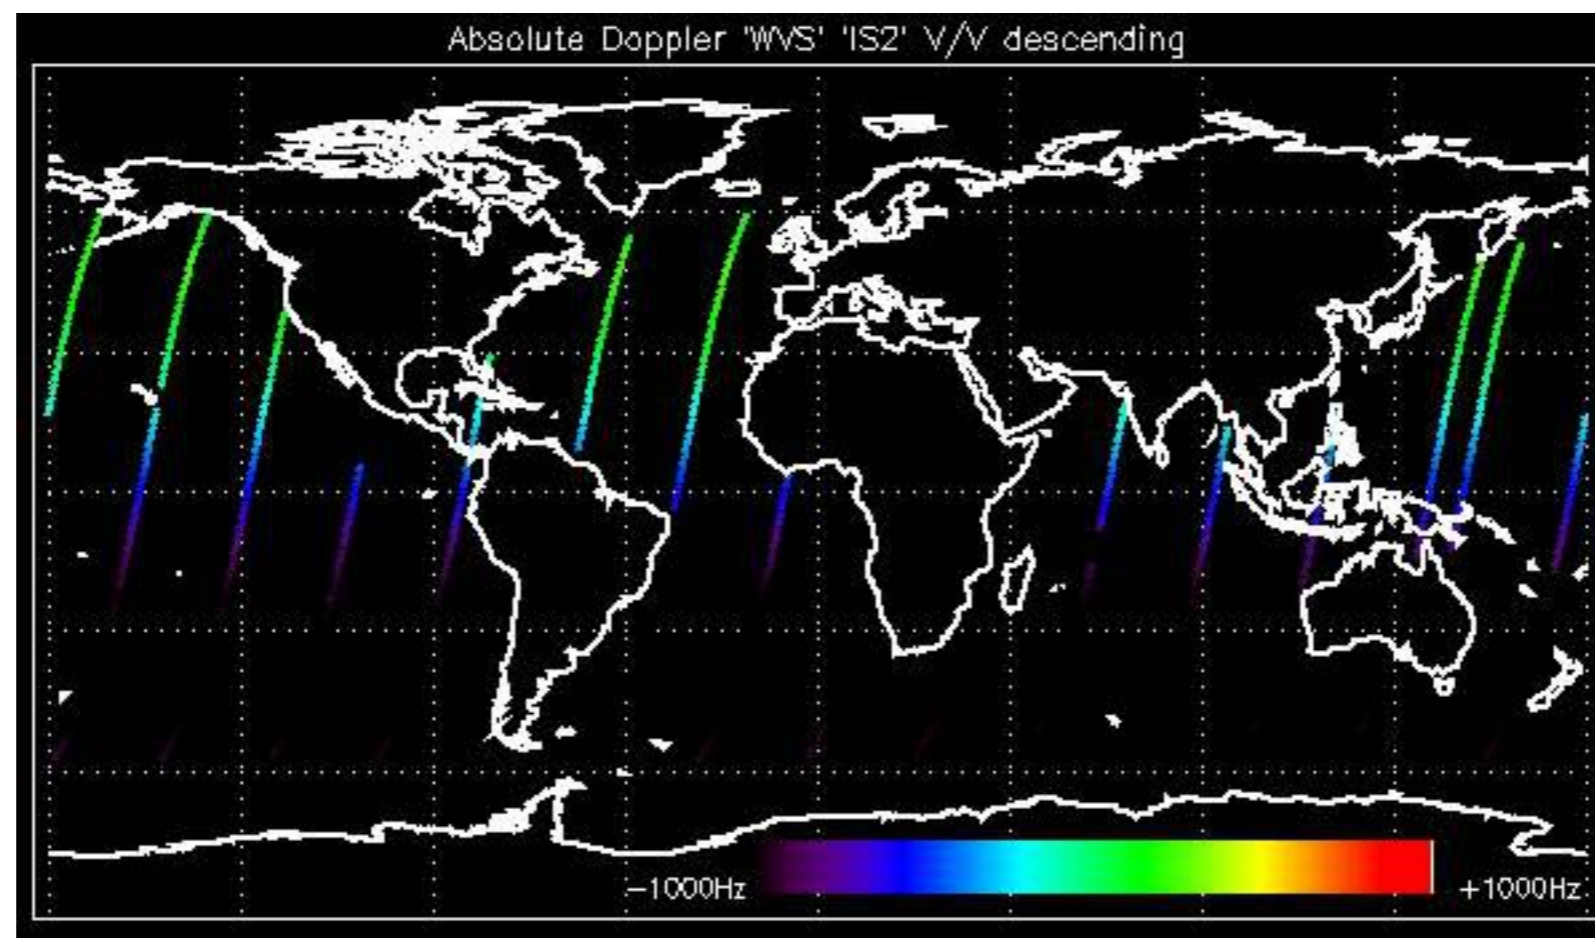 Absolute Doppler 'WVS' 'IS2' V/V descending
−1000Hz
+1000Hz